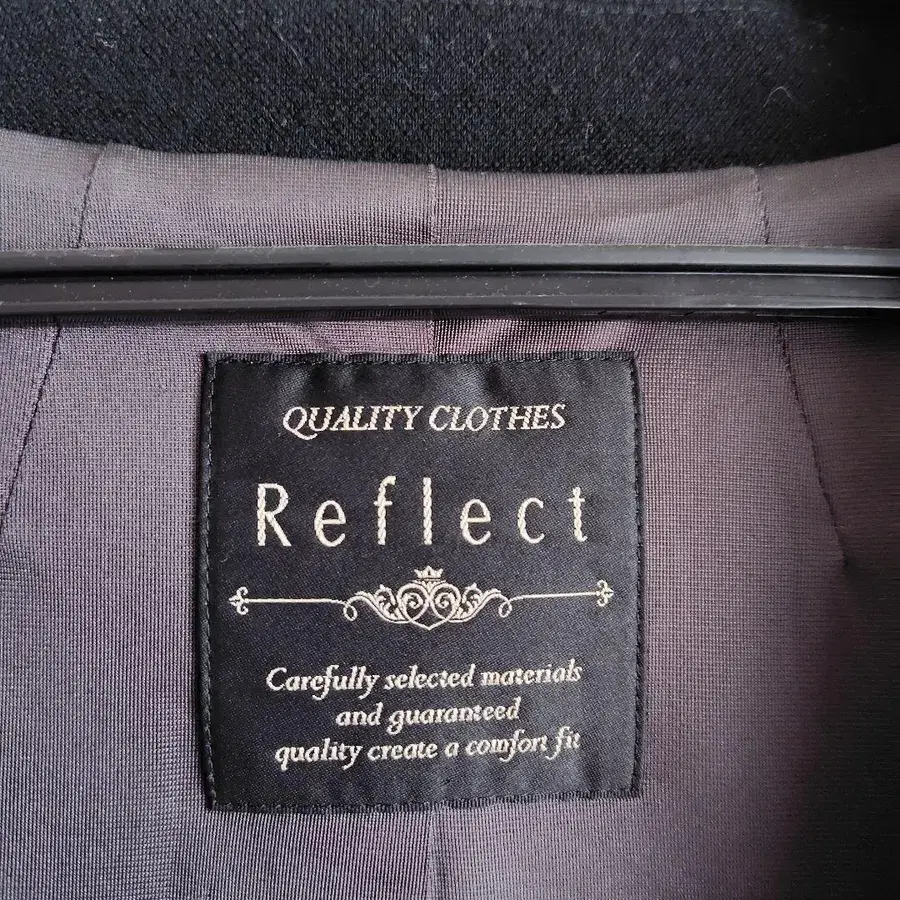 QUALITY CLOTHES
Reflect
Carefully selected materials
and guaranteed
quality create a comfort fit